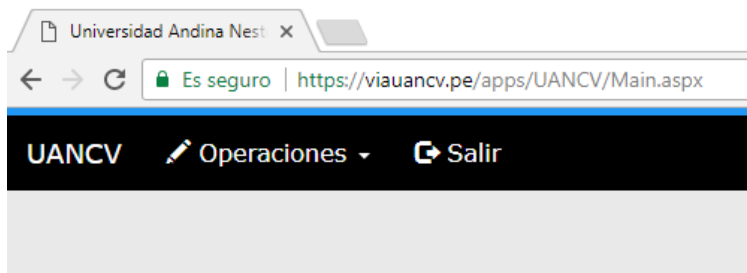 Universidad Andina Nest
Es seguro | https://viauancv.pe/apps/UANCV/Main.aspx
UANCV Operaciones Salir